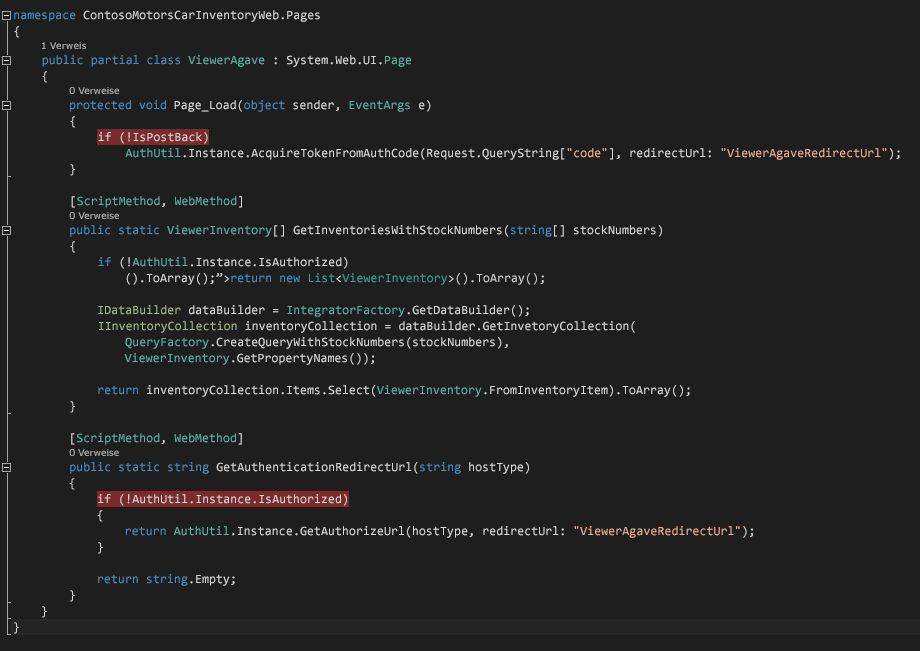 namespace ContosoMotorsCarInventoryWeb.Pages
{
1 Verweis
public partial class ViewerAgave : System.Web.UI.Page
{
0 Verweise
protected void Page_Load(object sender, EventArgs e)
{
if (!IsPostBack)
AuthUtil.Instance.AcquireTokenFromAuthCode(Request.QueryString["code"], redirectUrl: "ViewerAgaveRedirectUrl");
}
[ScriptMethod, WebMethod]
0 Verweise
public static ViewerInventory[] GetInventoriesWithStockNumbers(string[] stockNumbers)
{
if (!AuthUtil.Instance.IsAuthorized)
().ToArray();”>return new List<ViewerInventory>().ToArray();
IDataBuilder dataBuilder = IntegratorFactory.GetDataBuilder();
IInventoryCollection inventoryCollection = dataBuilder.GetInvetoryCollection(
QueryFactory.CreateQueryWithStockNumbers(stockNumbers),
ViewerInventory.GetPropertyNames());
return inventoryCollection.Items.Select(ViewerInventory.FromInventoryItem).ToArray();
}
[ScriptMethod, WebMethod]
0 Verweise
public static string GetAuthenticationRedirectUrl(string hostType)
{
if (!AuthUtil.Instance.IsAuthorized)
{
return AuthUtil.Instance.GetAuthorizeUrl(hostType, redirectUrl: "ViewerAgaveRedirectUrl");
}
return string.Empty;
}
}
}